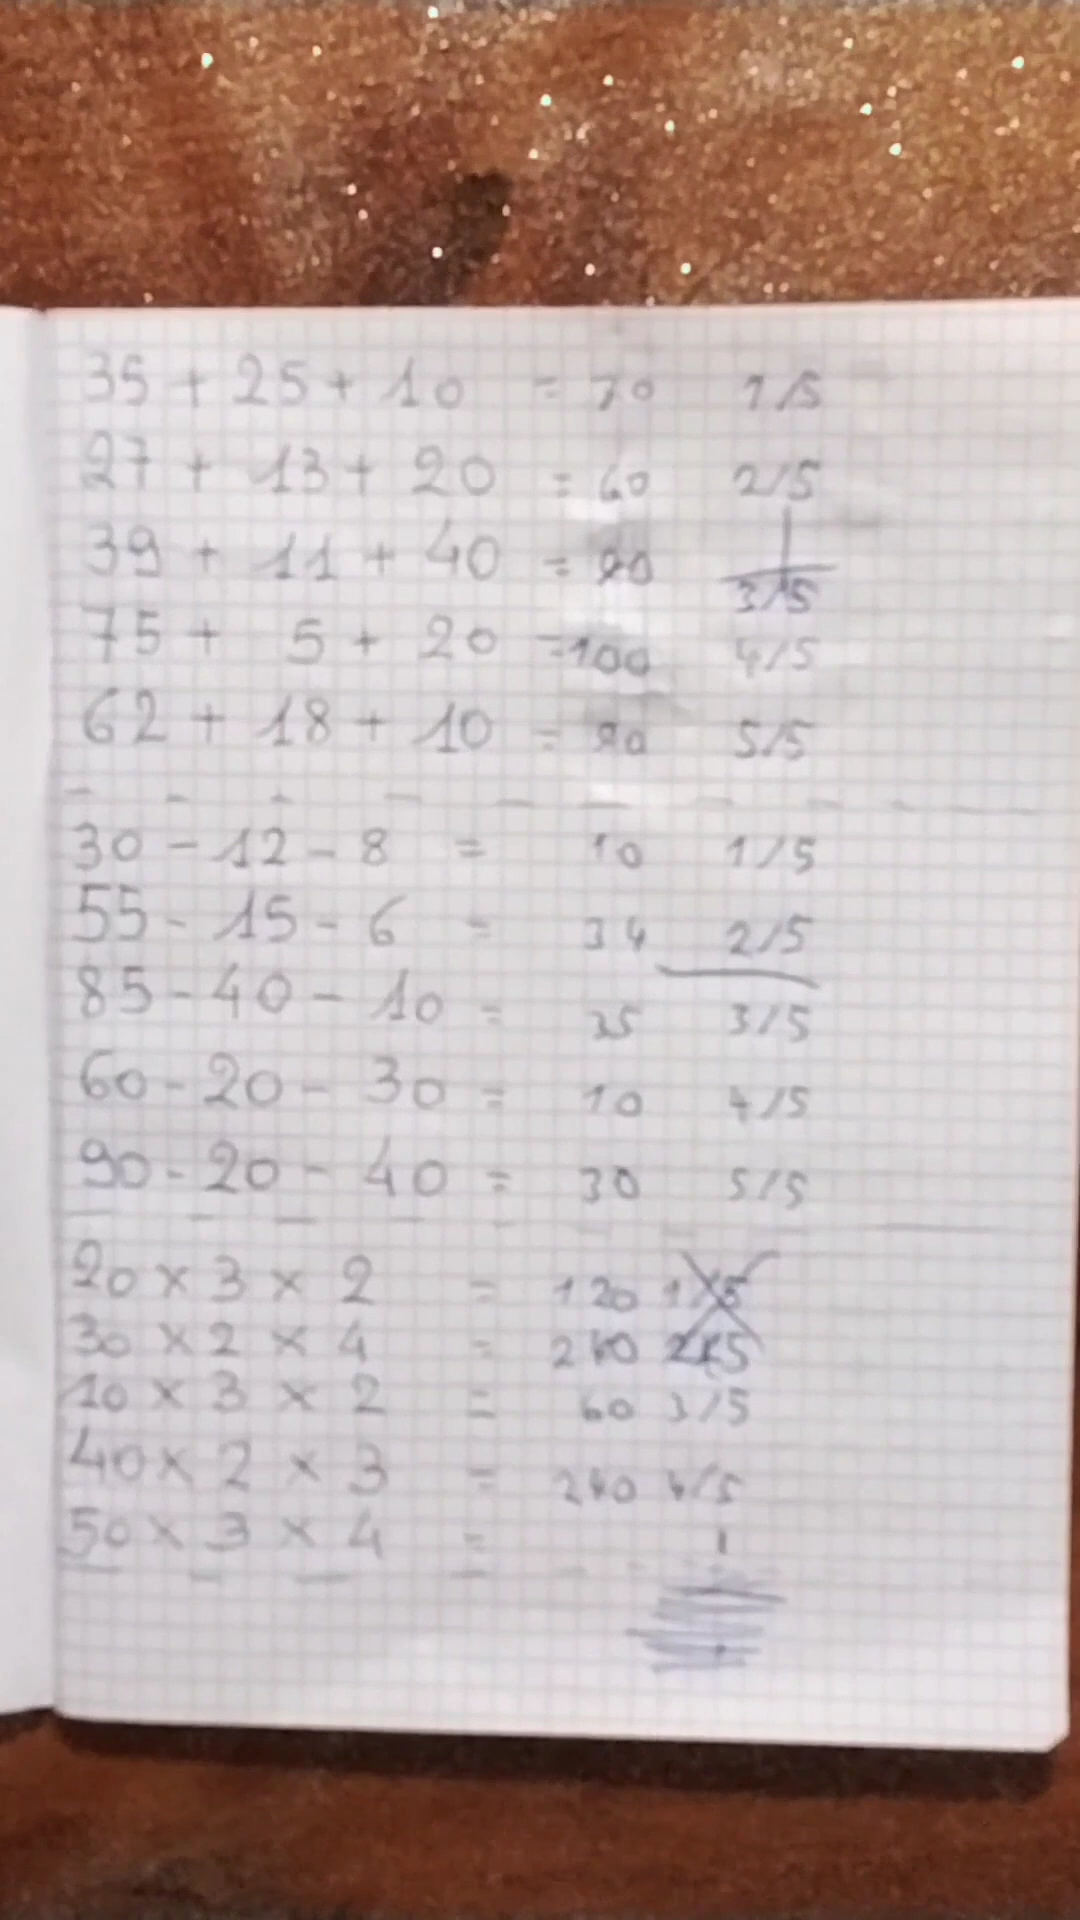 35 + 25 + 10 = 70 1/5
27 + 13 + 20 = 60 2/5
39 + 11 + 40 = 90 3/5
75 + 5 + 20 = 100 4/5
62 + 18 + 10 = 90 5/5
30 - 12 - 8 = 10 1/5
55 - 15 - 6 = 34 2/5
85 - 40 - 10 = 35 3/5
60 - 20 - 30 = 10 4/5
90 - 20 - 40 = 30 5/5
20 × 3 × 2 = 120 1/5
30 × 2 × 4 = 240 2/5
10 × 3 × 2 = 60 3/5
40 × 2 × 3 = 240 4/5
50 × 3 × 4 =